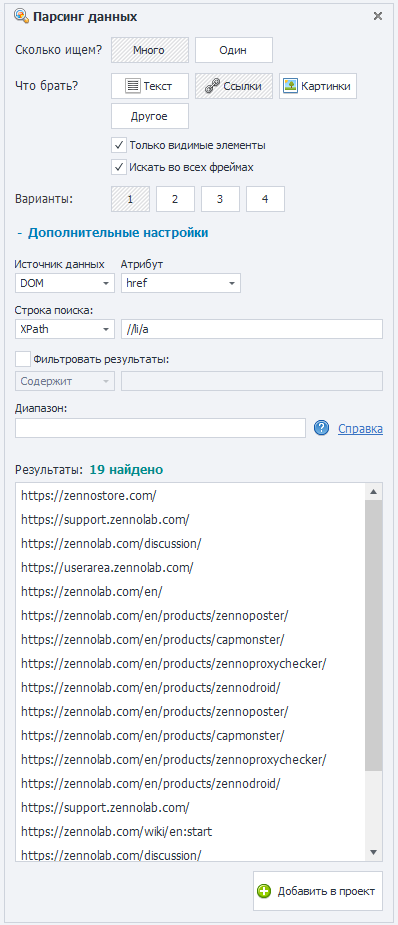 Парсинг данных
Сколько ищем? Много Один
Что брать? Текст Ссылки Картинки
Другое
Только видимые элементы
Искать во всех фреймах
Варианты: 1 2 3 4
- Дополнительные настройки
Источник данных Атрибут
DOM href
Строка поиска:
XPath //li/a
Фильтровать результаты:
Содержит
Диапазон:
? Справка
Результаты: 19 найдено
https://zennostore.com/
https://support.zennolab.com/
https://zennolab.com/discussion/
https://userarea.zennolab.com/
https://zennolab.com/en/
https://zennolab.com/en/products/zennoposter/
https://zennolab.com/en/products/capmonster/
https://zennolab.com/en/products/zennoproxychecker/
https://zennolab.com/en/products/zennodroid/
https://zennolab.com/en/products/zennoposter/
https://zennolab.com/en/products/capmonster/
https://zennolab.com/en/products/zennoproxychecker/
https://zennolab.com/en/products/zennodroid/
https://support.zennolab.com/
https://zennolab.com/wiki/en:start
https://zennolab.com/discussion/
Добавить в проект